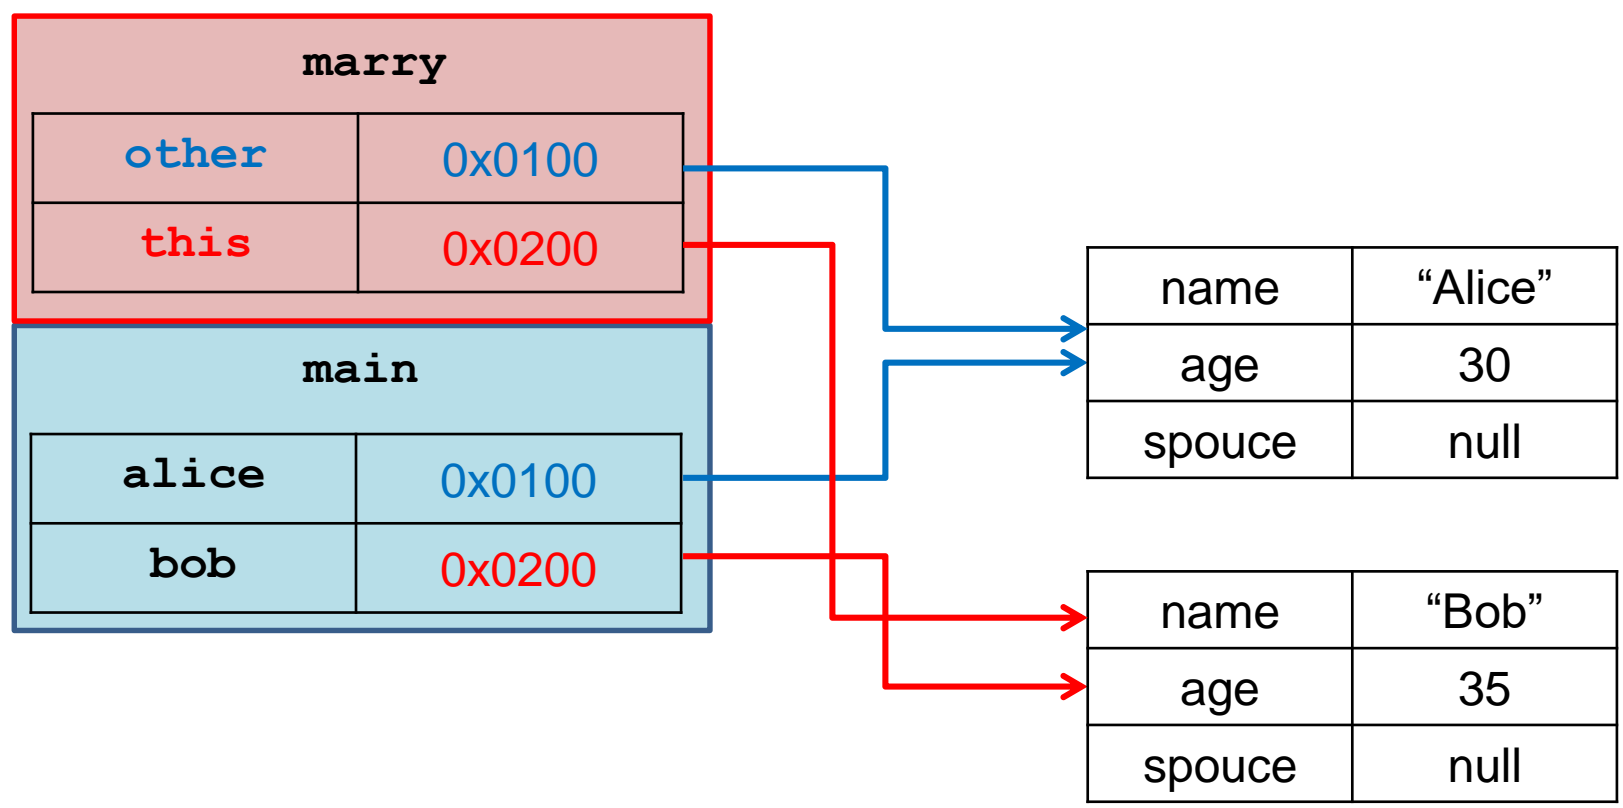 marry
other 0x0100
this 0x0200
main
alice 0x0100
bob 0x0200
name “Alice”
age 30
spouce null
name “Bob”
age 35
spouce null